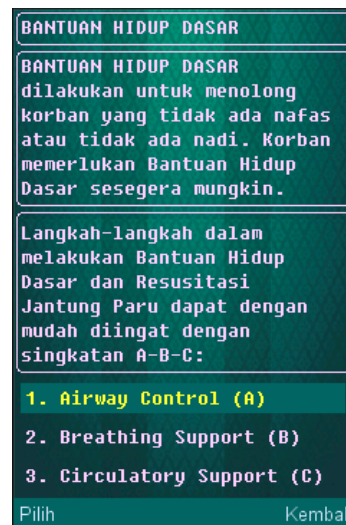 BANTUAN HIDUP DASAR
BANTUAN HIDUP DASAR
dilakukan untuk menolong
korban yang tidak ada nafas
atau tidak ada nadi. Korban
memerlukan Bantuan Hidup
Dasar sesegera mungkin.
Langkah-langkah dalam
melakukan Bantuan Hidup
Dasar dan Resusitasi
Jantung Paru dapat dengan
mudah diingat dengan
singkatan A-B-C:
1. Airway Control (A)
2. Breathing Support (B)
3. Circulatory Support (C)
Pilih Kembal